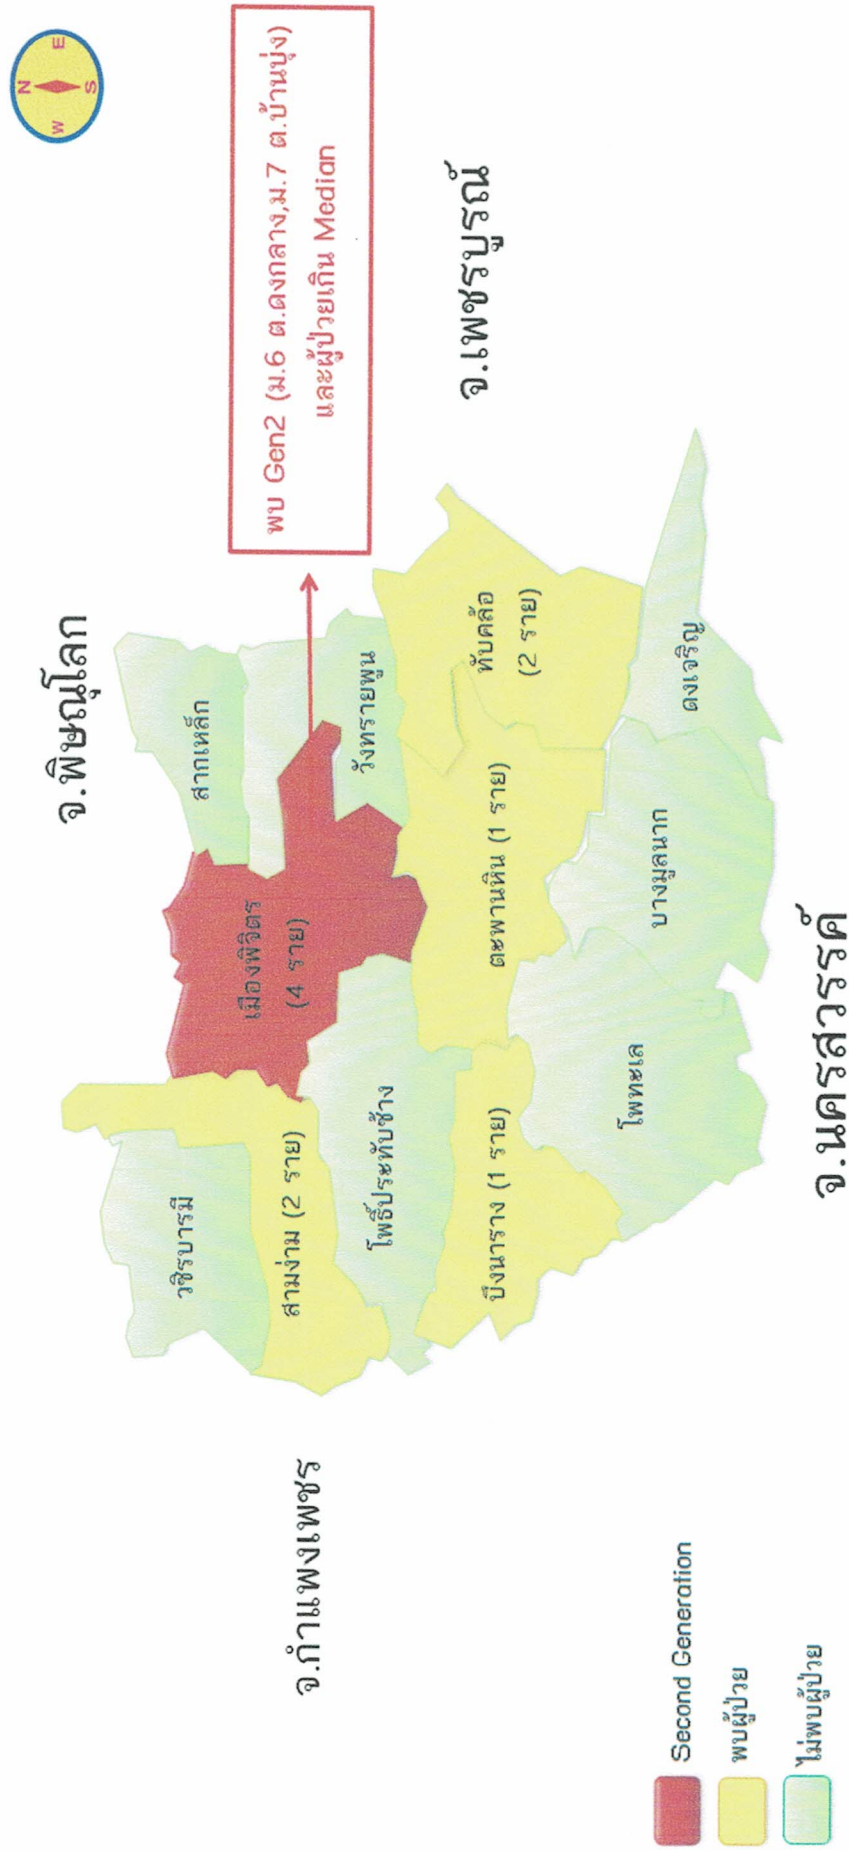 จ.พิษณุโลก
N
W
E
S
พบ Gen2 (ม.6 ต.ดงกลาง,ม.7 ต.บ้านบุ่ง)
และผู้ป่วยเกิน Median
วชิรบารมี
สากเหล็ก
เมืองพิจิตร
(4 ราย)
สามง่าม (2 ราย)
วังทรายพูน
จ.กำแพงเพชร
โพธิ์ประทับช้าง
จ.เพชรบูรณ์
ทับคล้อ
(2 ราย)
ตะพานหิน (1 ราย)
บึงนาราง (1 ราย)
ดงเจริญ
บางมูลนาก
โพทะเล
จ.นครสวรรค์
Second Generation
พบผู้ป่วย
ไม่พบผู้ป่วย